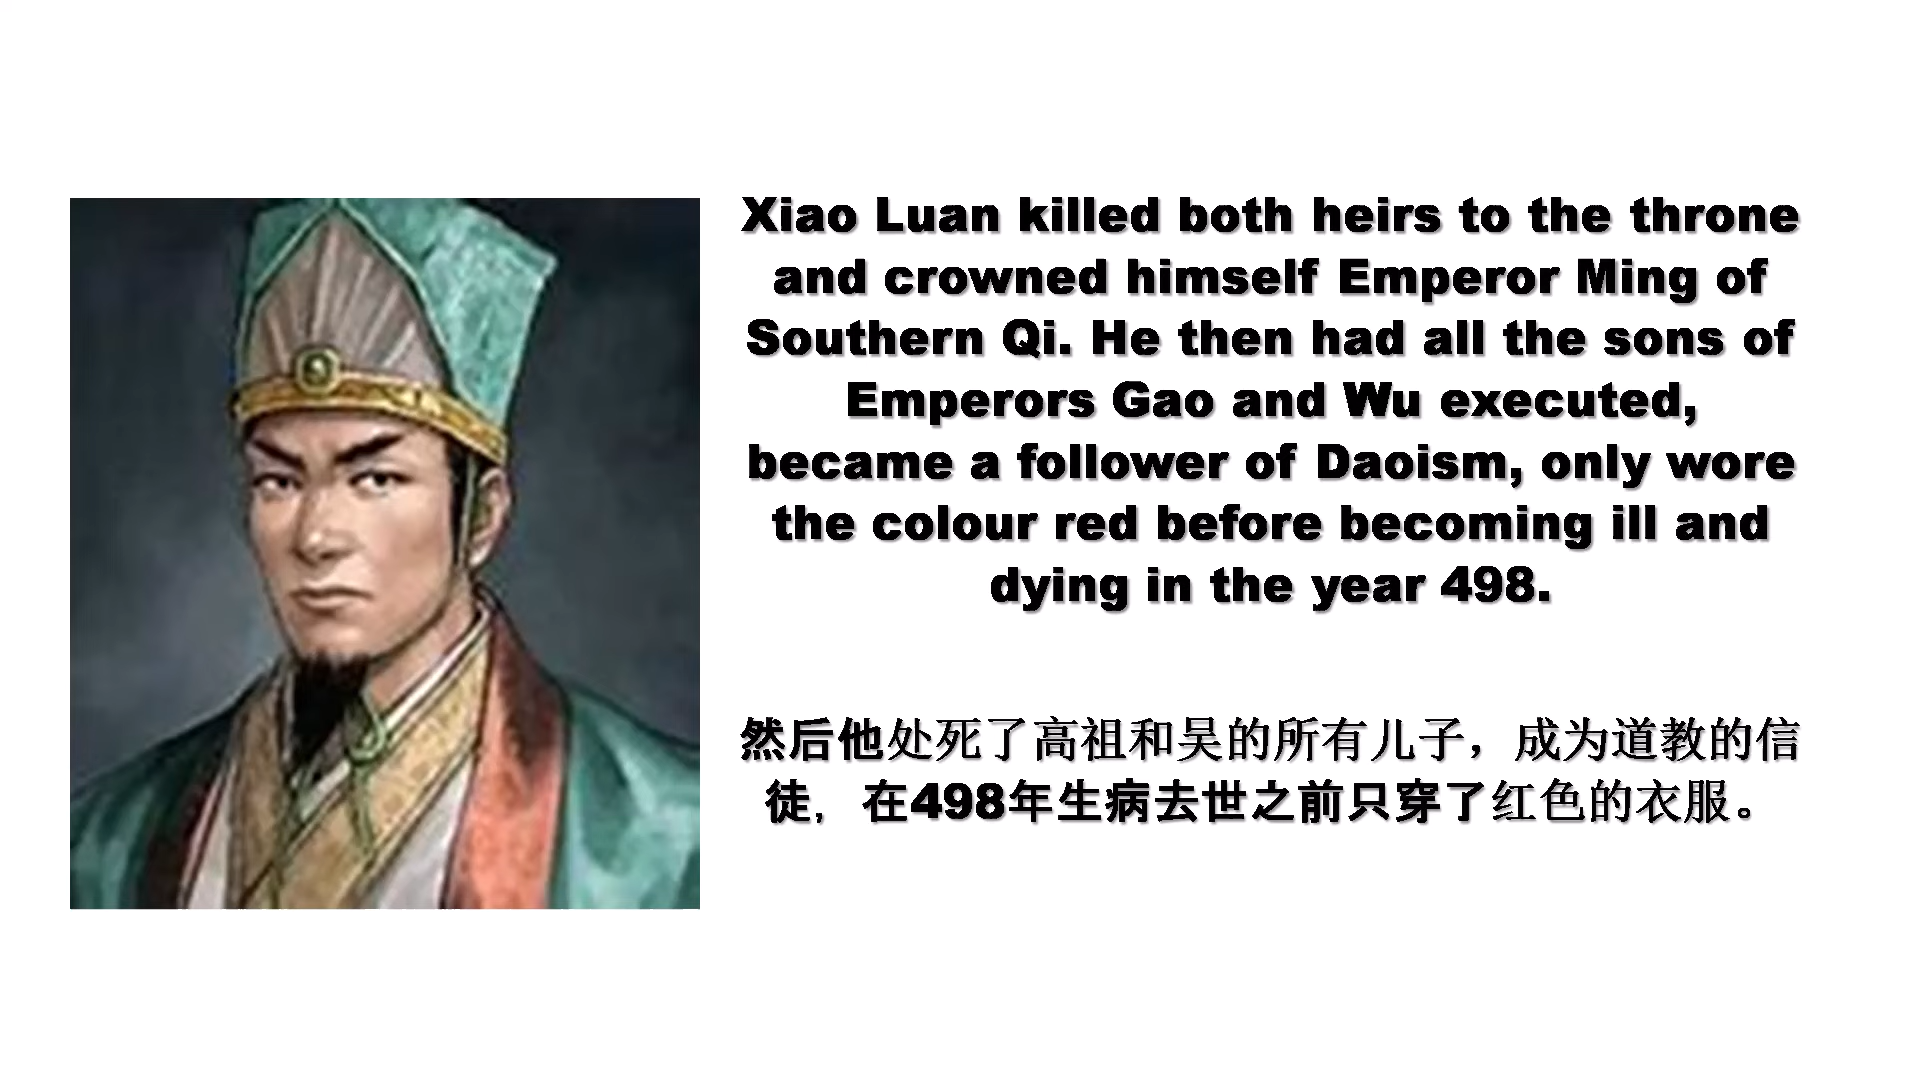 Xiao Luan killed both heirs to the throne
and crowned himself Emperor Ming of
Southern Qi. He then had all the sons of
Emperors Gao and Wu executed,
became a follower of Daoism, only wore
the colour red before becoming ill and
dying in the year 498.
然后他处死了高祖和吴的所有儿子，成为道教的信
徒，在498年生病去世之前只穿了红色的衣服。